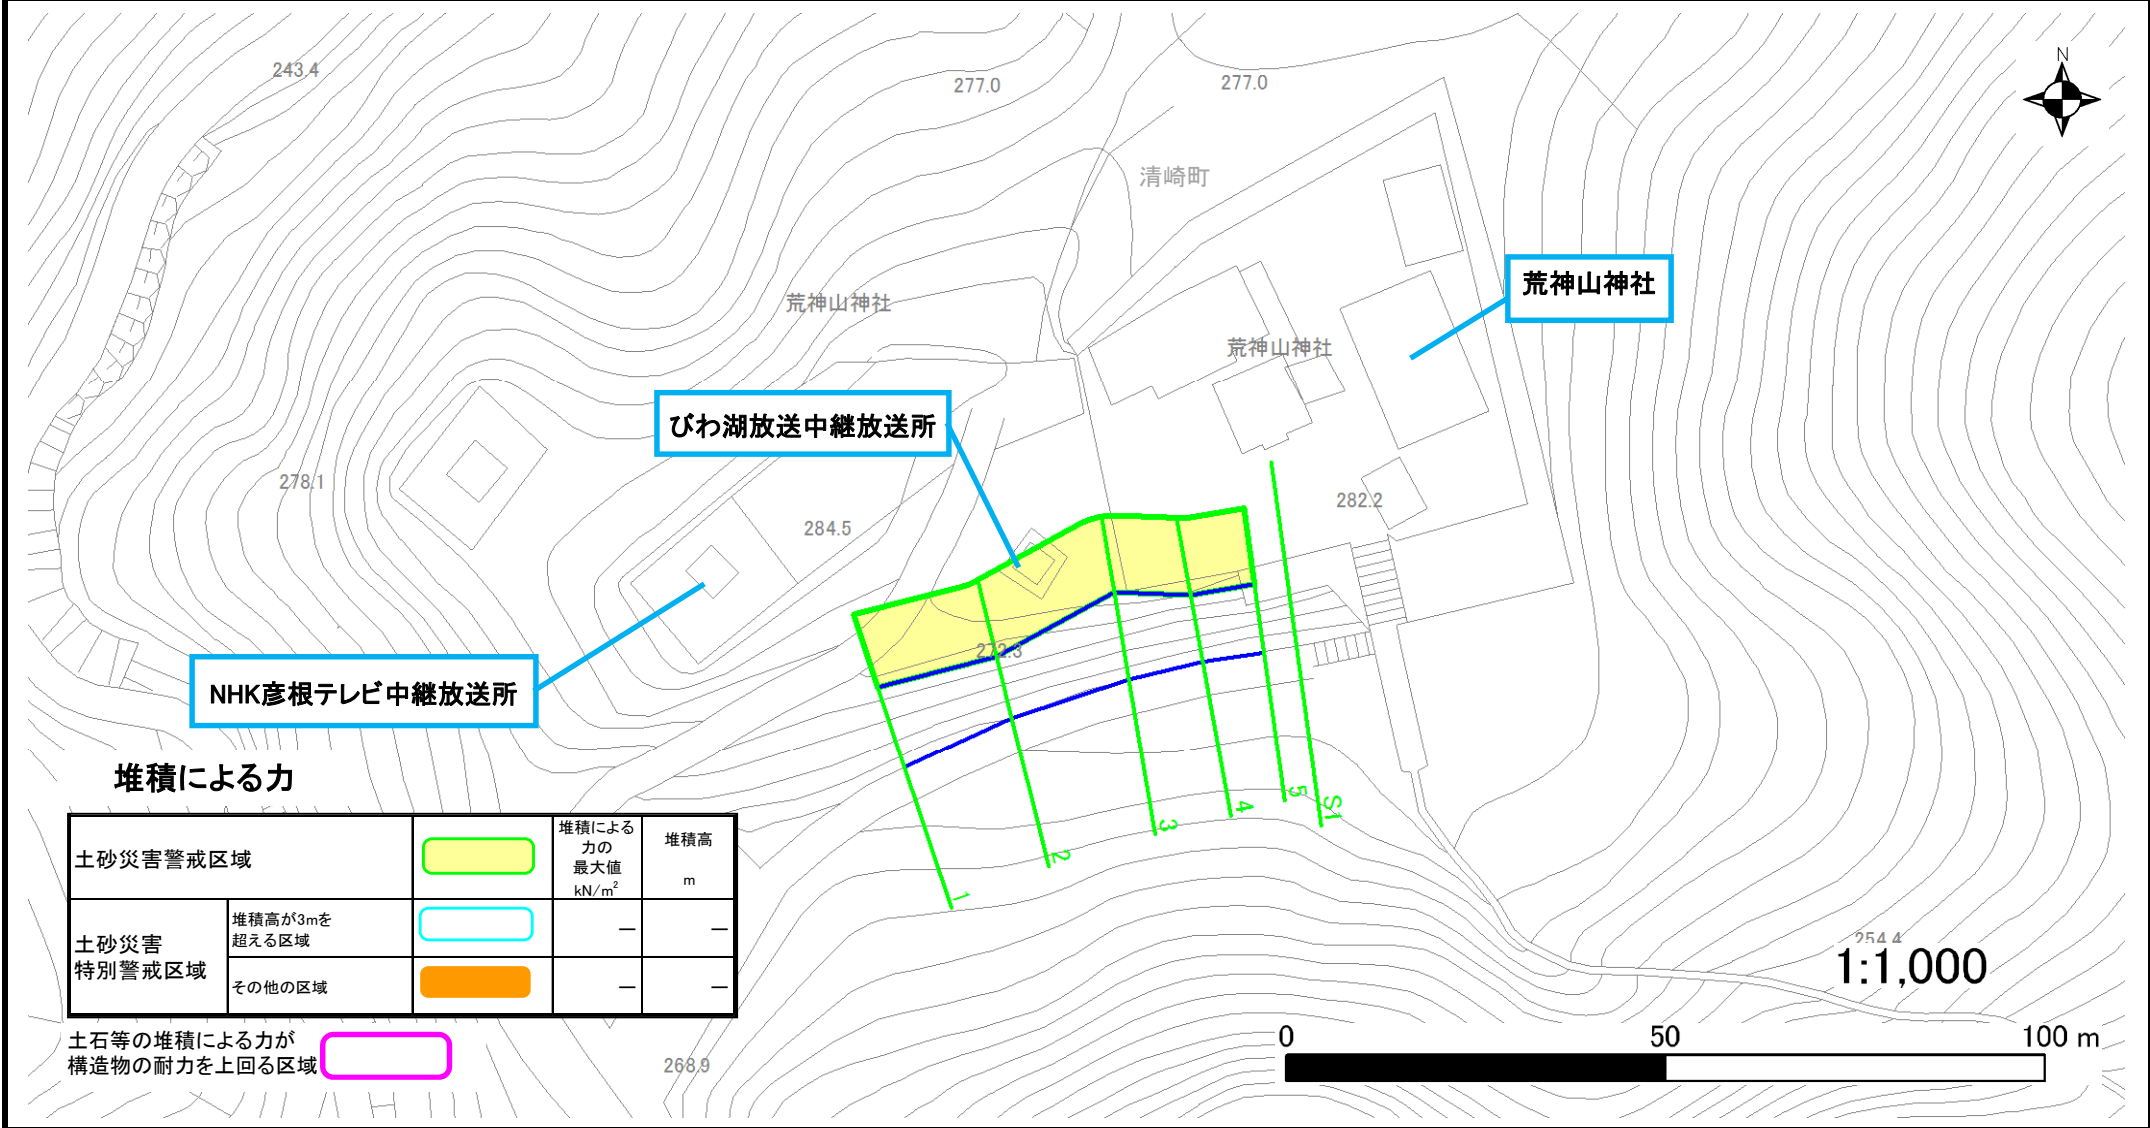 243.4
277.0
277.0
N
清崎町
荒神山神社
荒神山神社
荒神山神社
びわ湖放送中継放送所
278.1
284.5
282.2
272.3
NHK彦根テレビ中継放送所
1
2
3
4
5
S1
堆積による力
土砂災害警戒区域
堆積による
力の
最大値
kN/m²
堆積高
m
土砂災害
特別警戒区域
堆積高が3mを
超える区域
—
—
その他の区域
—
—
土石等の堆積による力が
構造物の耐力を上回る区域
268.9
254.4
1:1,000
0 50 100 m